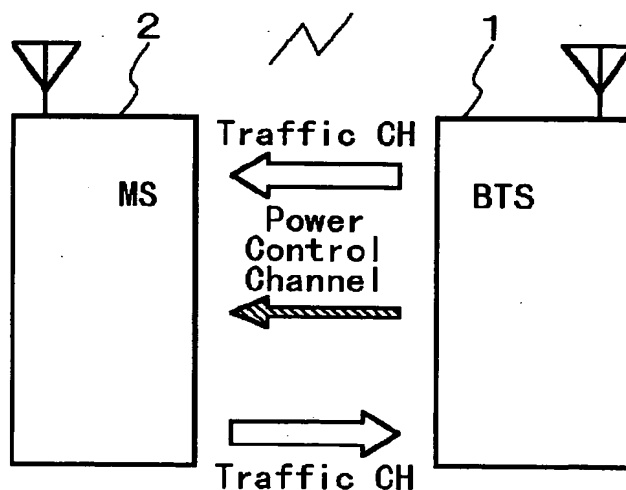 2
1
Traffic CH
MS
BTS
Power
Control
Channel
Traffic CH